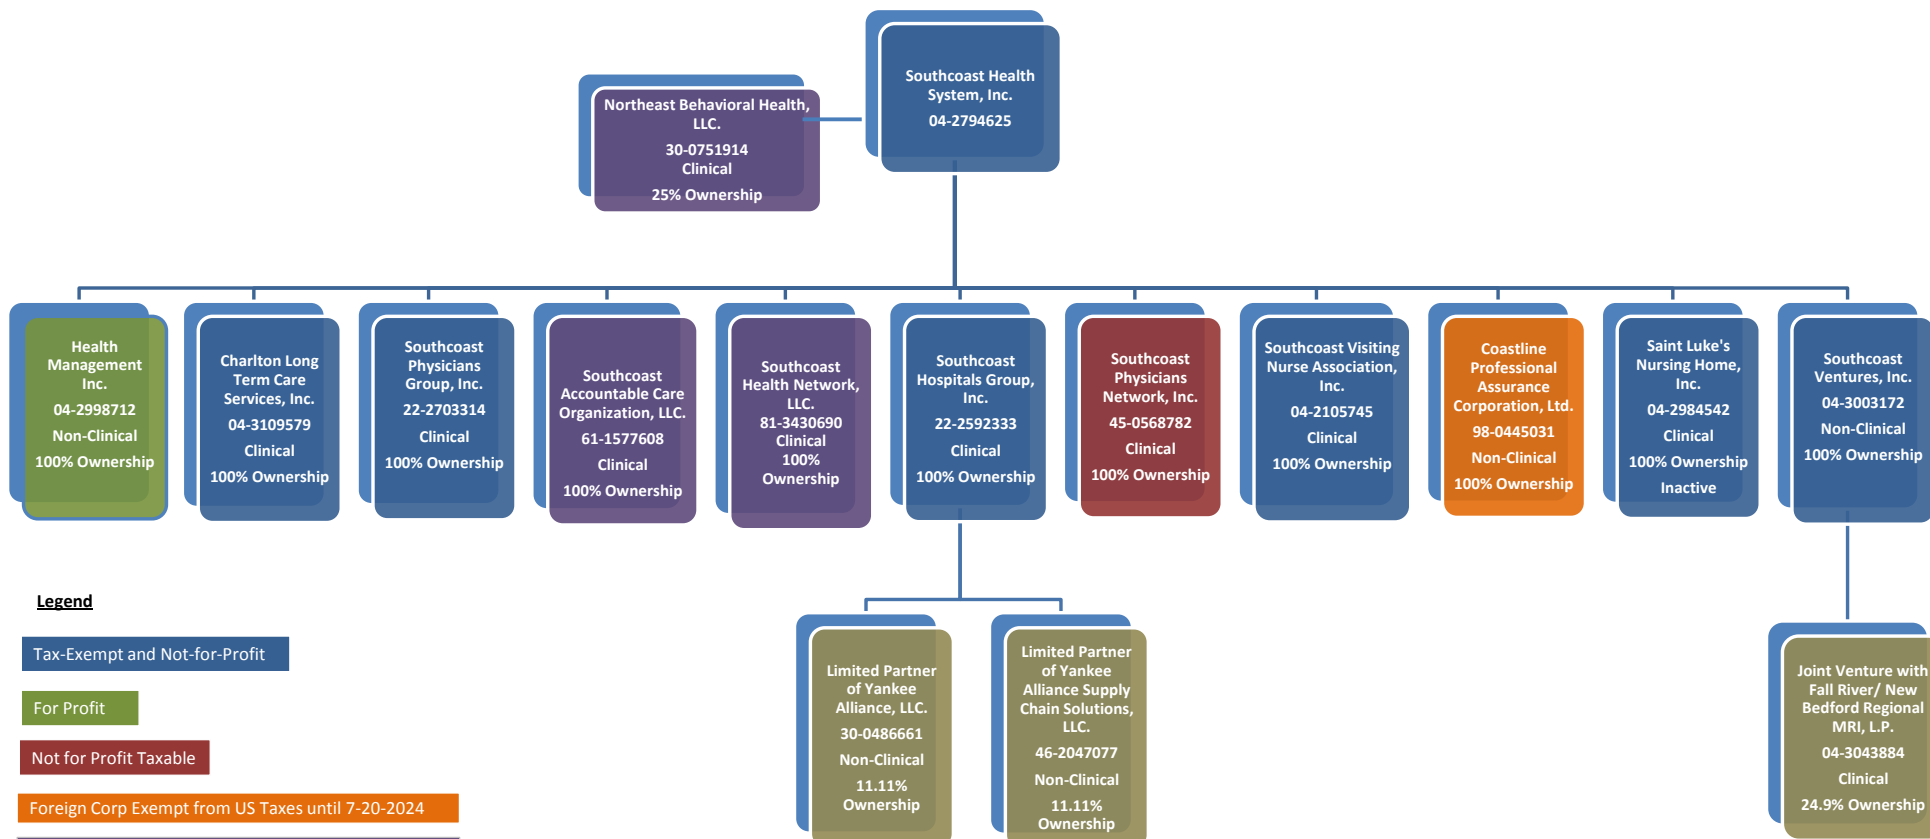 Southcoast Health
System, Inc.
04-2794625
Northeast Behavioral Health,
LLC.
30-0751914
Clinical
25% Ownership
Health
Management
Inc.
04-2998712
Non-Clinical
100% Ownership
Charlton Long
Term Care
Services, Inc.
04-3109579
Clinical
100% Ownership
Southcoast
Physicians
Group, Inc.
22-2703314
Clinical
100% Ownership
Southcoast
Accountable Care
Organization, LLC.
61-1577608
Clinical
100% Ownership
Southcoast
Health Network,
LLC.
81-3430690
Clinical
100%
Ownership
Southcoast
Hospitals Group,
Inc.
22-2592333
Clinical
100% Ownership
Southcoast
Physicians
Network, Inc.
45-0568782
Clinical
100% Ownership
Southcoast Visiting
Nurse Association,
Inc.
04-2105745
Clinical
100% Ownership
Coastline
Professional
Assurance
Corporation, Ltd.
98-0445031
Non-Clinical
100% Ownership
Saint Luke's
Nursing Home,
Inc.
04-2984542
Clinical
100% Ownership
Inactive
Southcoast
Ventures, Inc.
04-3003172
Non-Clinical
100% Ownership
Limited Partner
of Yankee
Alliance, LLC.
30-0486661
Non-Clinical
11.11%
Ownership
Limited Partner
of Yankee
Alliance Supply
Chain Solutions,
LLC.
46-2047077
Non-Clinical
11.11%
Ownership
Joint Venture with
Fall River/ New
Bedford Regional
MRI, L.P.
04-3043884
Clinical
24.9% Ownership
Legend
Tax-Exempt and Not-for-Profit
For Profit
Not for Profit Taxable
Foreign Corp Exempt from US Taxes until 7-20-2024